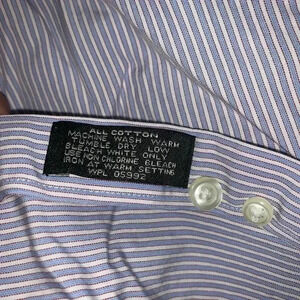 ALL COTTON
MACHINE WASH WARM
TUMBLE DRY LOW
BLEACH WHITE ONLY
USE NON CHLORINE BLEACH
IRON AT WARM SETTING
WPL 05992